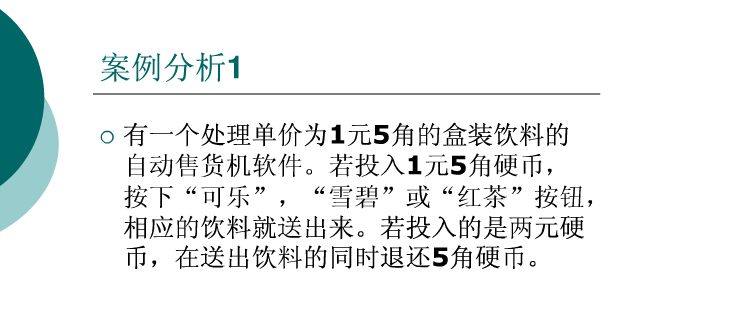 案例分析1
有一个处理单价为1元5角的盒装饮料的
自动售货机软件。若投入1元5角硬币，
按下“可乐”，“雪碧”或“红茶”按钮，
相应的饮料就送出来。若投入的是两元硬
币，在送出饮料的同时退还5角硬币。